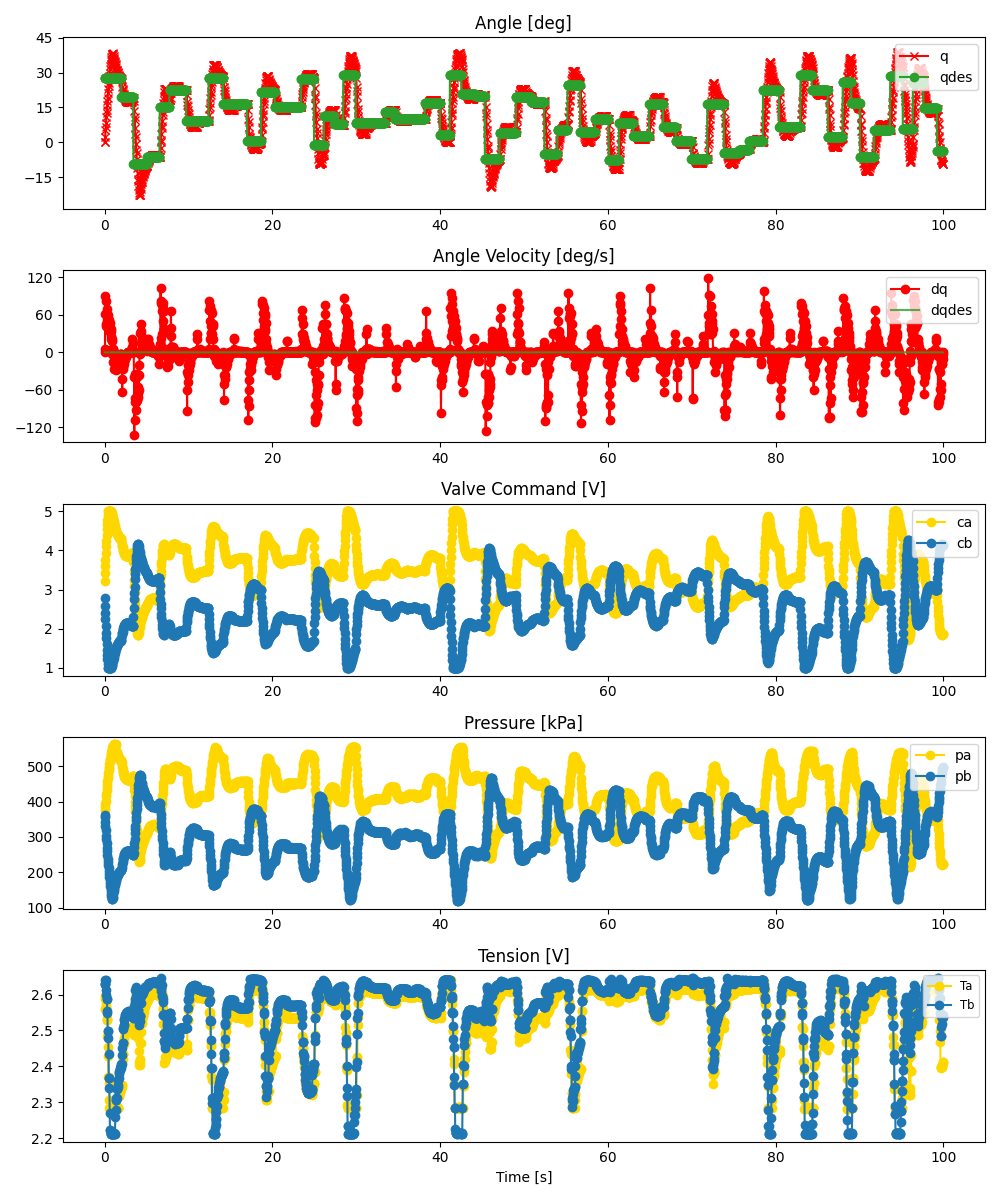 Angle [deg]
45
30
15
0
−15
q
qdes
0 20 40 60 80 100
Angle Velocity [deg/s]
120
60
0
−60
−120
dq
dqdes
0 20 40 60 80 100
Valve Command [V]
5
4
3
2
1
ca
cb
0 20 40 60 80 100
Pressure [kPa]
500
400
300
200
100
pa
pb
0 20 40 60 80 100
Tension [V]
2.6
2.5
2.4
2.3
2.2
Ta
Tb
0 20 40 60 80 100
Time [s]